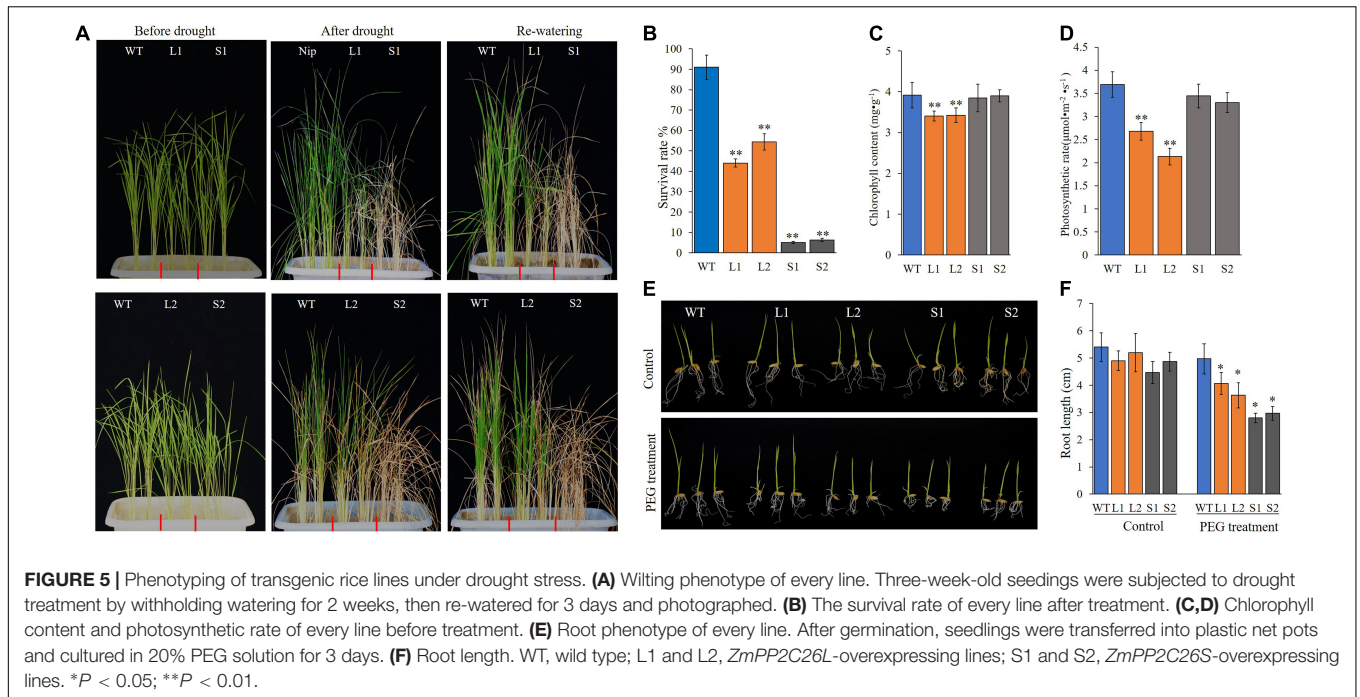 A
Before drought
After drought
Re-watering
WT L1 S1
Nip L1 S1
WT L1 S1
WT L2 S2
WT L2 S2
WT L2 S2
B
Survival rate %
100
90
80
70
60
50
40
30
20
10
0
** ** ** **
WT L1 L2 S1 S2
C
Chlorophyll content (mg•g⁻¹)
5
4
3
2
1
0
** **
WT L1 L2 S1 S2
D
Photosynthetic rate(μmol•m⁻² •s⁻¹)
4.5
4
3.5
3
2.5
2
1.5
1
0.5
0
** **
WT L1 L2 S1 S2
E
WT L1 L2 S1 S2
Control
PEG treatment
F
Root length (cm)
7
6
5
4
3
2
1
0
* * * *
WT L1 L2 S1 S2 WT L1 L2 S1 S2
Control PEG treatment
FIGURE 5 | Phenotyping of transgenic rice lines under drought stress. (A) Wilting phenotype of every line. Three-week-old seedings were subjected to drought
treatment by withholding watering for 2 weeks, then re-watered for 3 days and photographed. (B) The survival rate of every line after treatment. (C,D) Chlorophyll
content and photosynthetic rate of every line before treatment. (E) Root phenotype of every line. After germination, seedlings were transferred into plastic net pots
and cultured in 20% PEG solution for 3 days. (F) Root length. WT, wild type; L1 and L2, ZmPP2C26L-overexpressing lines; S1 and S2, ZmPP2C26S-overexpressing
lines. *P < 0.05; **P < 0.01.